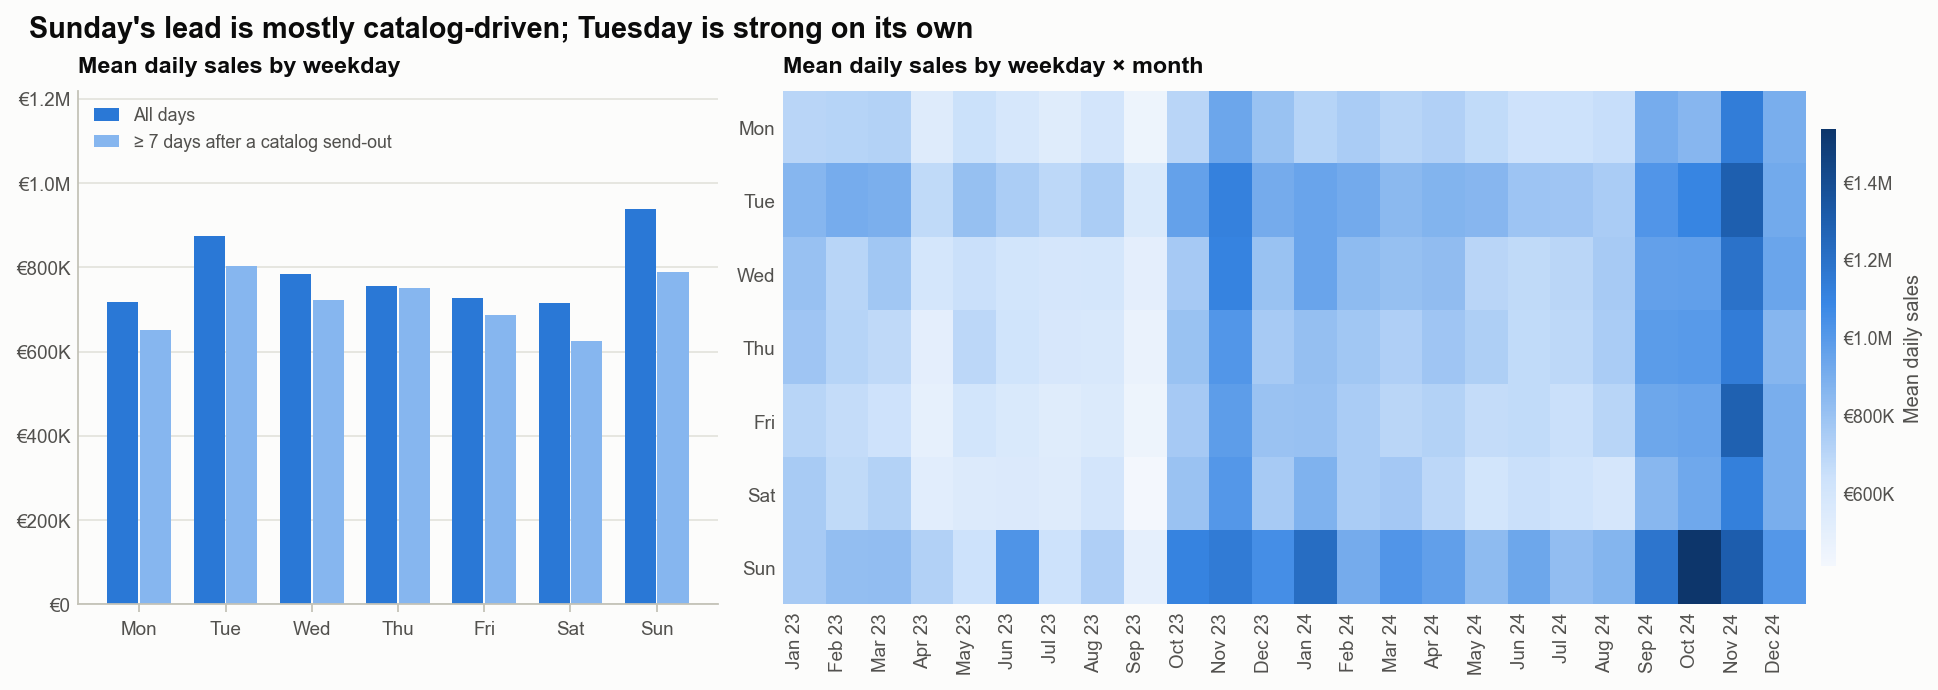 Sunday's lead is mostly catalog-driven; Tuesday is strong on its own
Mean daily sales by weekday
€1.2M
€1.0M
€800K
€600K
€400K
€200K
€0
All days
≥ 7 days after a catalog send-out
Mon Tue Wed Thu Fri Sat Sun
Mean daily sales by weekday × month
Mon
Tue
Wed
Thu
Fri
Sat
Sun
Jan 23 Feb 23 Mar 23 Apr 23 May 23 Jun 23 Jul 23 Aug 23 Sep 23 Oct 23 Nov 23 Dec 23 Jan 24 Feb 24 Mar 24 Apr 24 May 24 Jun 24 Jul 24 Aug 24 Sep 24 Oct 24 Nov 24 Dec 24
€1.4M
€1.2M
€1.0M
€800K
€600K
Mean daily sales